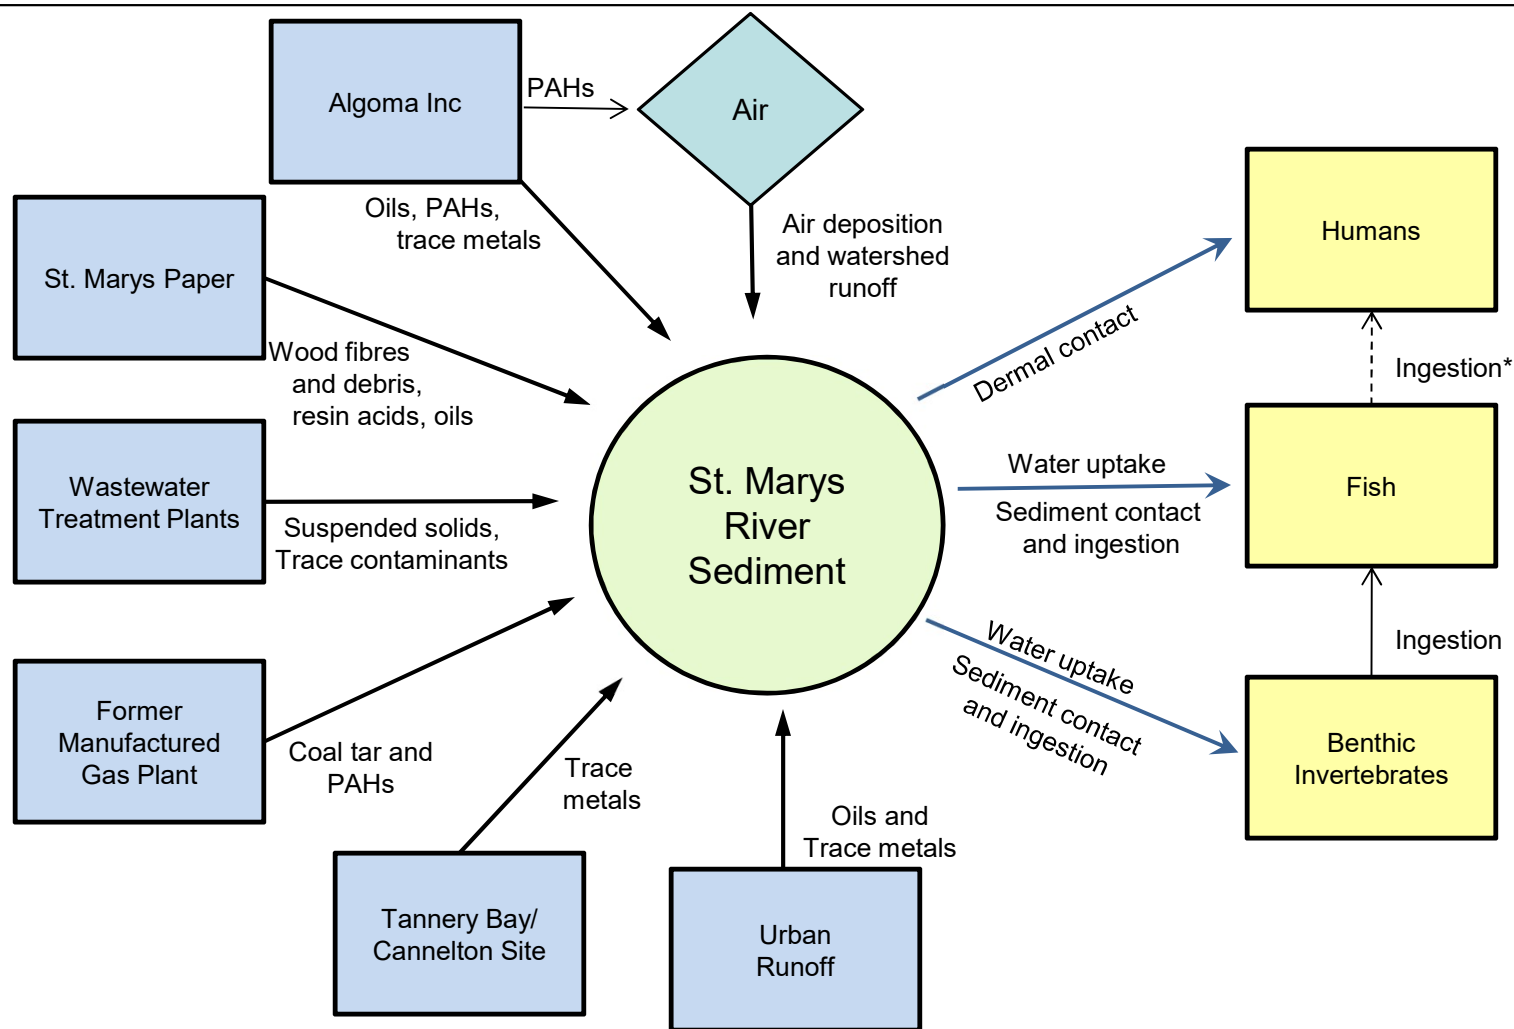 Algoma Inc
PAHs
Air
Oils, PAHs,
trace metals
Air deposition
and watershed
runoff
St. Marys Paper
Wood fibres
and debris,
resin acids, oils
Wastewater
Treatment Plants
Suspended solids,
Trace contaminants
Former
Manufactured
Gas Plant
Coal tar and
PAHs
Tannery Bay/
Cannelton Site
Trace
metals
Urban
Runoff
Oils and
Trace metals
St. Marys
River
Sediment
Dermal contact
Humans
Ingestion*
Water uptake
Sediment contact
and ingestion
Fish
Ingestion
Water uptake
Sediment contact
and ingestion
Benthic
Invertebrates